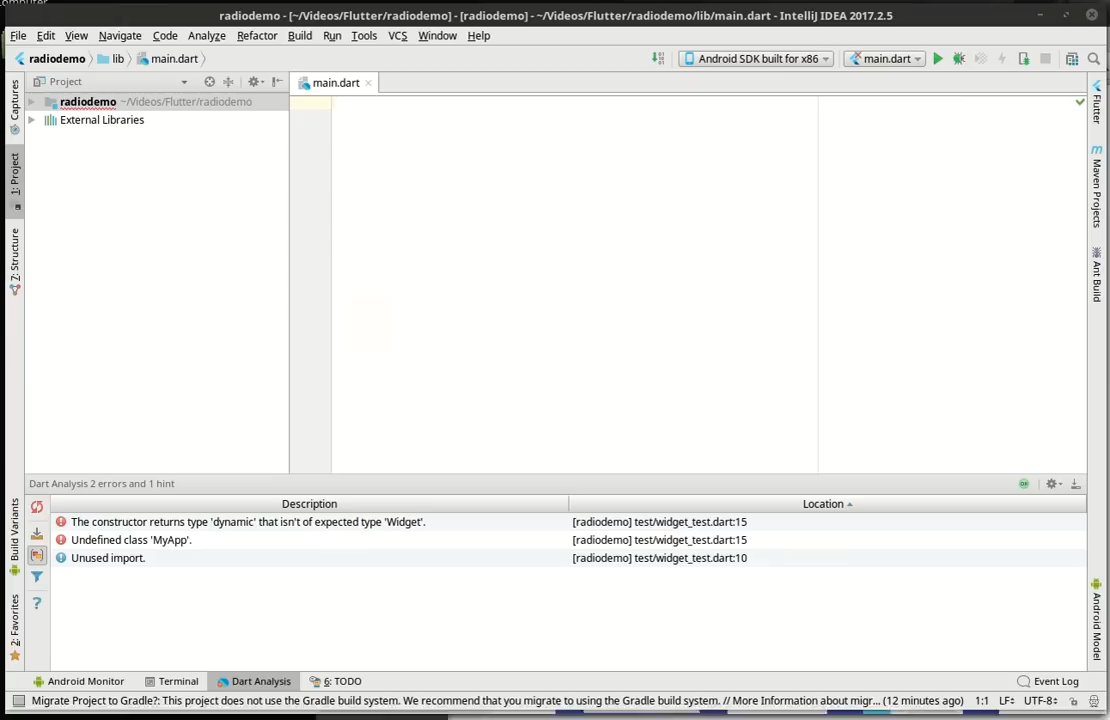 Computer
radiodemo - [~/Videos/Flutter/radiodemo] - [radiodemo] - ~/Videos/Flutter/radiodemo/lib/main.dart - IntelliJ IDEA 2017.2.5
File Edit View Navigate Code Analyze Refactor Build Run Tools VCS Window Help
radiodemo lib main.dart Android SDK built for x86 main.dart
Project main.dart
radiodemo ~/Videos/Flutter/radiodemo
External Libraries
Captures
1: Project
7: Structure
Build Variants
2: Favorites
Flutter
m Maven Projects
Ant Build
Android Model
Dart Analysis 2 errors and 1 hint
Description Location
The constructor returns type 'dynamic' that isn't of expected type 'Widget'. [radiodemo] test/widget_test.dart:15
Undefined class 'MyApp'. [radiodemo] test/widget_test.dart:15
Unused import. [radiodemo] test/widget_test.dart:10
?
Android Monitor Terminal Dart Analysis 6: TODO Event Log
Migrate Project to Gradle?: This project does not use the Gradle build system. We recommend that you migrate to using the Gradle build system. // More Information about migr... (12 minutes ago) 1:1 LF÷ UTF-8÷